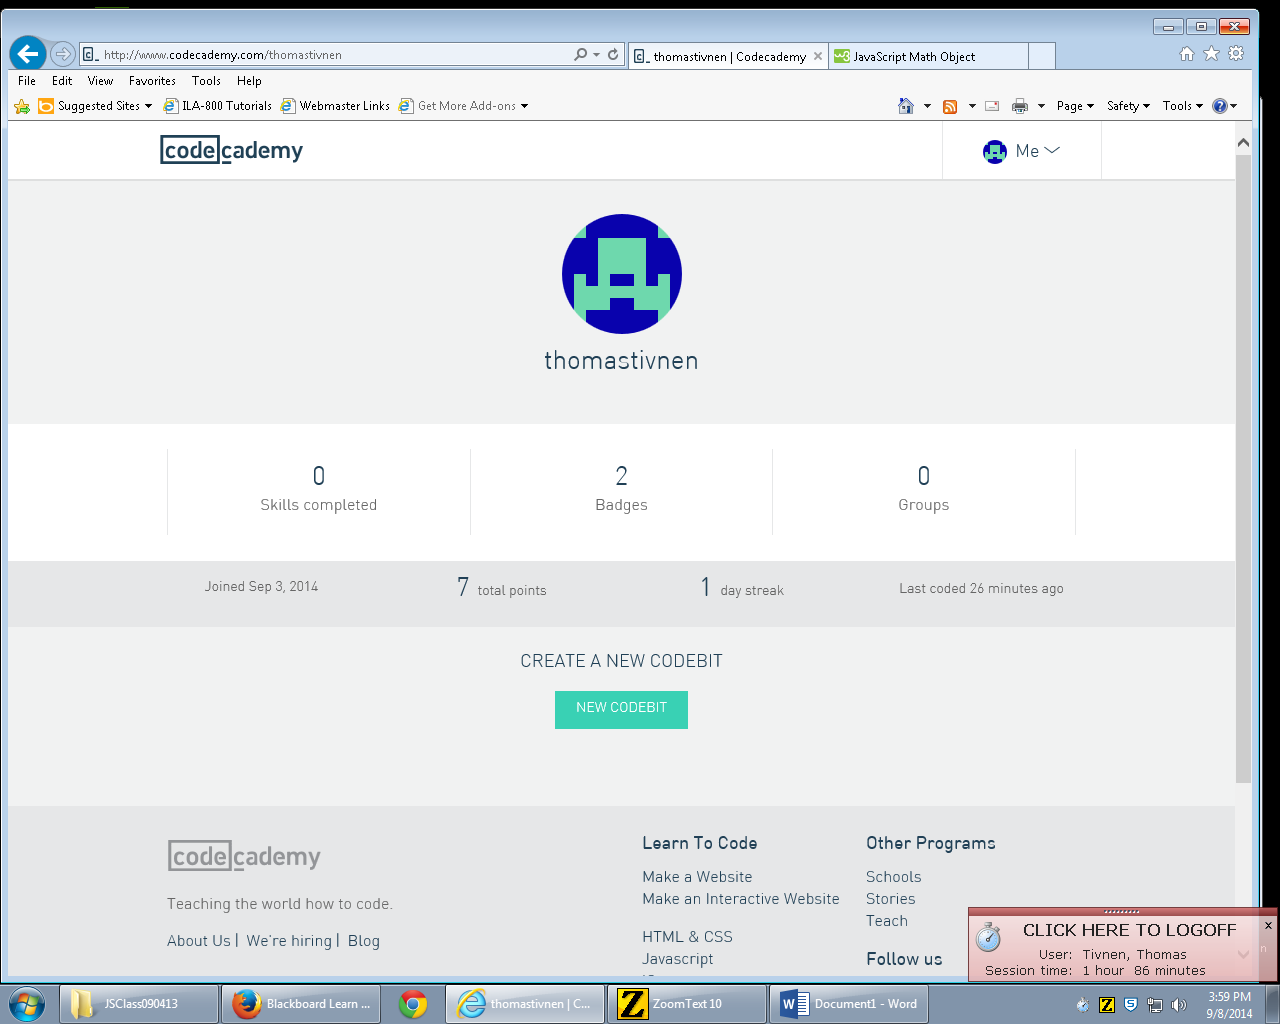 http://www.codecademy.com/thomastivnen
thomastivnen | Codecademy
JavaScript Math Object
File Edit View Favorites Tools Help
Suggested Sites ILA-800 Tutorials Webmaster Links Get More Add-ons Page Safety Tools
codecademy
Me
thomastivnen
0
Skills completed
2
Badges
0
Groups
Joined Sep 3, 2014
7 total points
1 day streak
Last coded 26 minutes ago
CREATE A NEW CODEBIT
NEW CODEBIT
codecademy
Teaching the world how to code.
About Us | We're hiring | Blog
Learn To Code
Make a Website
Make an Interactive Website
HTML & CSS
Javascript
Other Programs
Schools
Stories
Teach
Follow us
CLICK HERE TO LOGOFF
User: Tivnen, Thomas
Session time: 1 hour 86 minutes
JSClass090413
Blackboard Learn ...
thomastivnen | C...
ZoomText 10
Document1 - Word
3:59 PM
9/8/2014